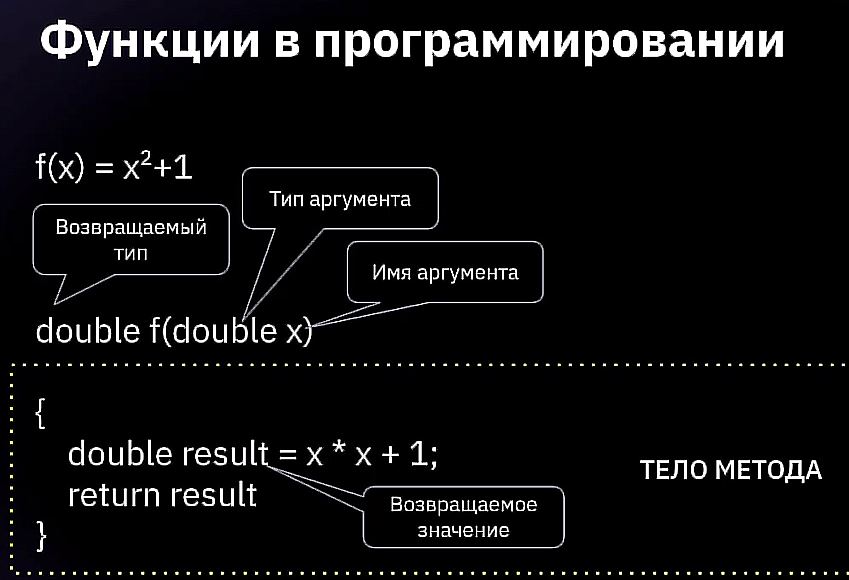 Функции в программировании
f(x) = x²+1
Тип аргумента
Возвращаемый
тип
Имя аргумента
double f(double x)
{
double result = x * x + 1;
ТЕЛО МЕТОДА
return result
Возвращаемое
значение
}